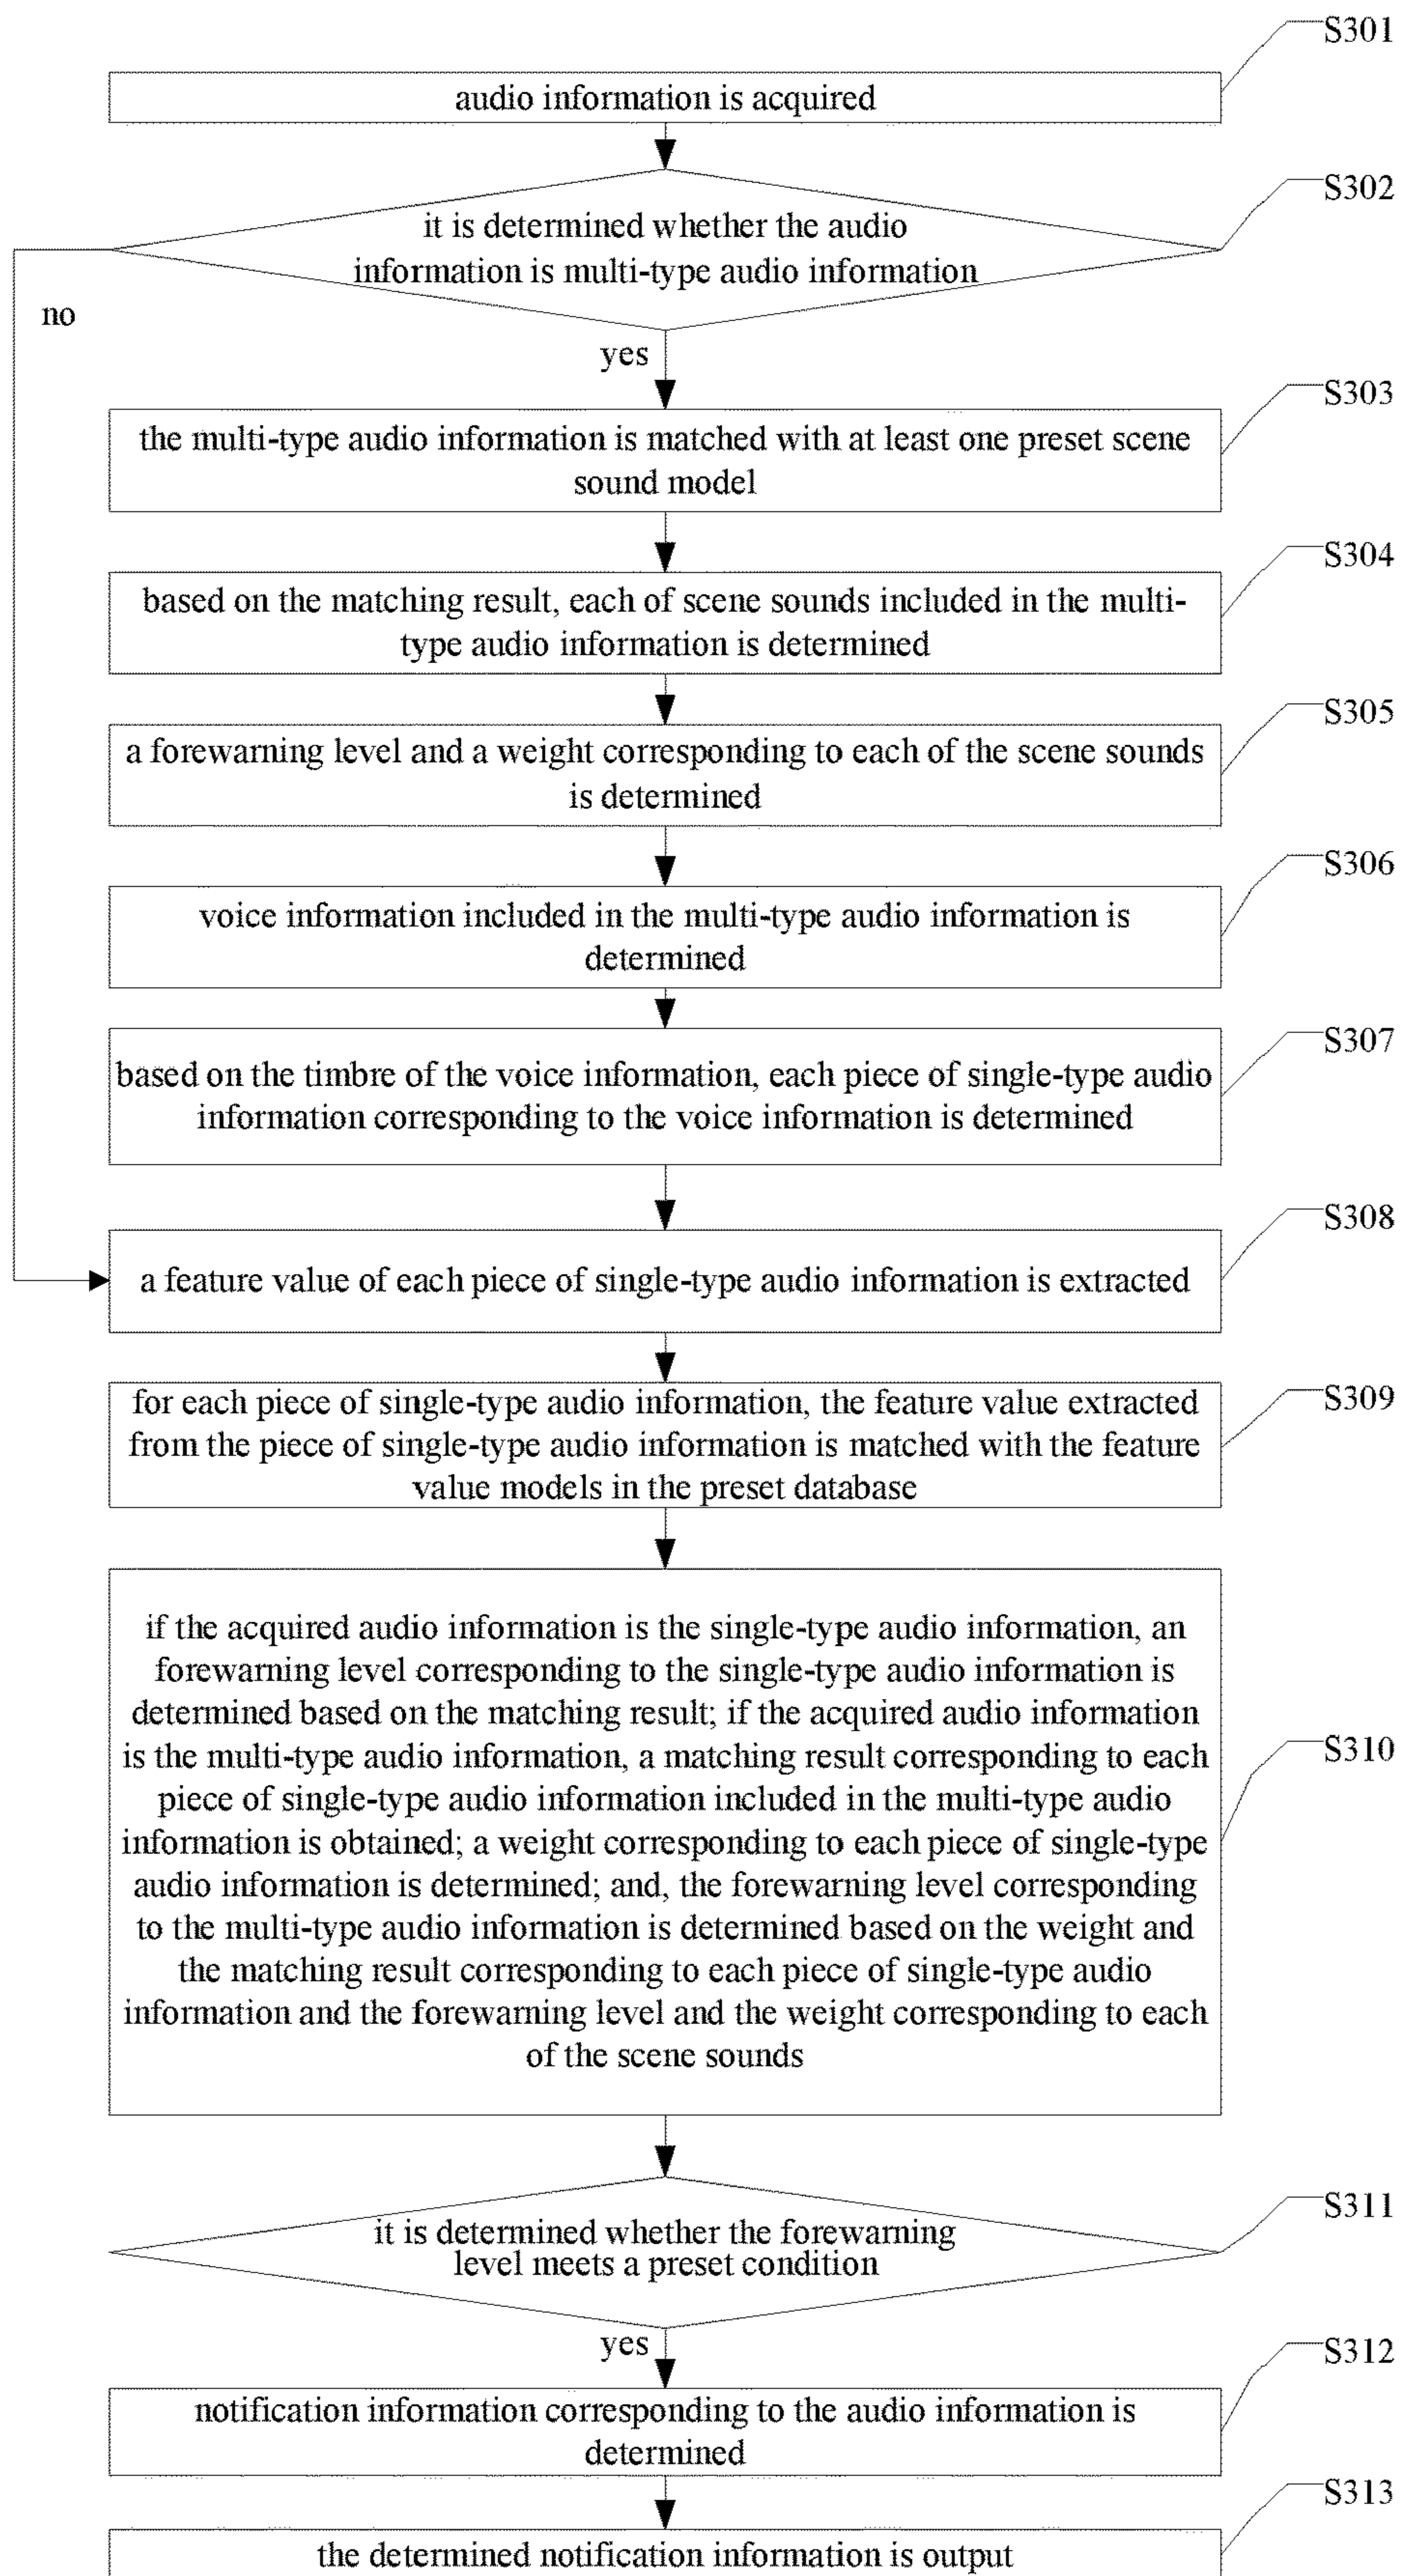 S301
audio information is acquired
S302
it is determined whether the audio
information is multi-type audio information
no
yes
S303
the multi-type audio information is matched with at least one preset scene
sound model
S304
based on the matching result, each of scene sounds included in the multi-
type audio information is determined
S305
a forewarning level and a weight corresponding to each of the scene sounds
is determined
S306
voice information included in the multi-type audio information is
determined
S307
based on the timbre of the voice information, each piece of single-type audio
information corresponding to the voice information is determined
S308
a feature value of each piece of single-type audio information is extracted
S309
for each piece of single-type audio information, the feature value extracted
from the piece of single-type audio information is matched with the feature
value models in the preset database
S310
if the acquired audio information is the single-type audio information, an
forewarning level corresponding to the single-type audio information is
determined based on the matching result; if the acquired audio information
is the multi-type audio information, a matching result corresponding to each
piece of single-type audio information included in the multi-type audio
information is obtained; a weight corresponding to each piece of single-type
audio information is determined; and, the forewarning level corresponding
to the multi-type audio information is determined based on the weight and
the matching result corresponding to each piece of single-type audio
information and the forewarning level and the weight corresponding to each
of the scene sounds
S311
it is determined whether the forewarning
level meets a preset condition
yes
S312
notification information corresponding to the audio information is
determined
S313
the determined notification information is output